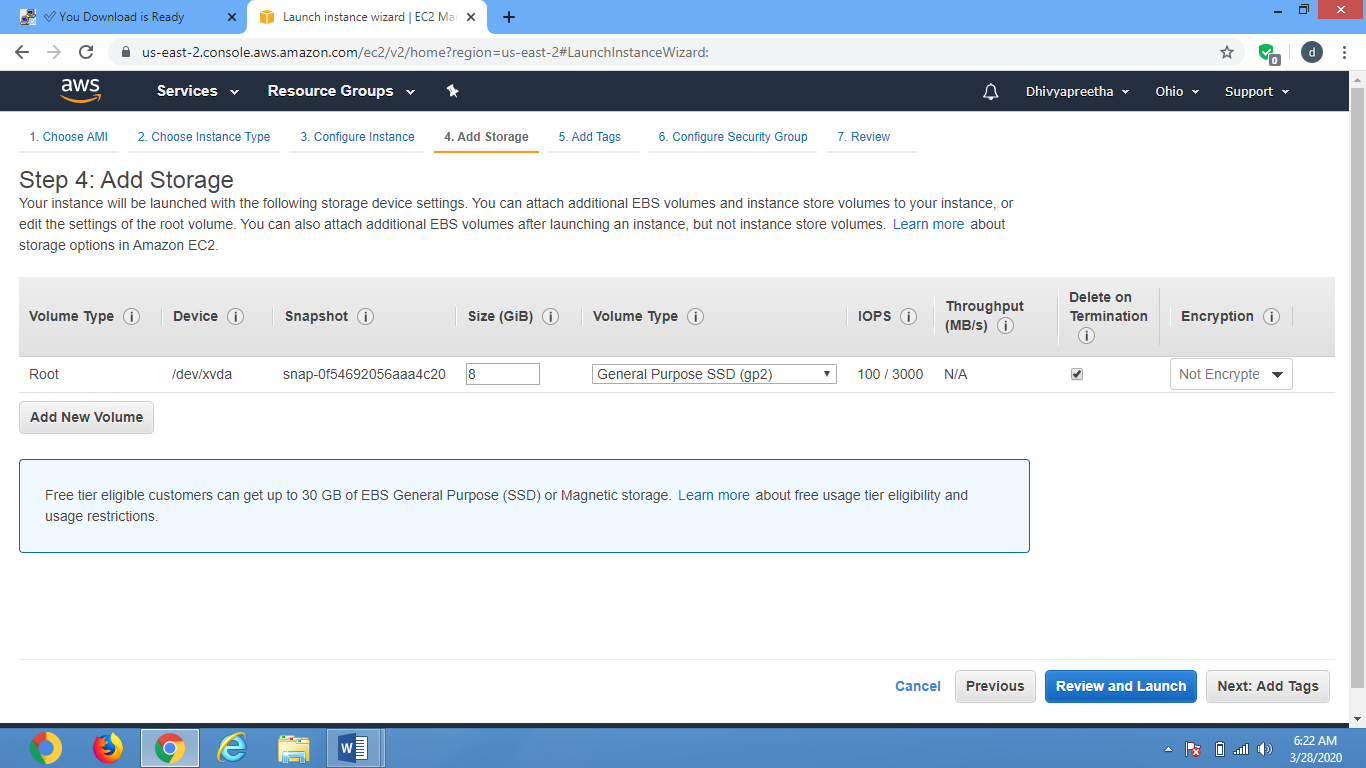 You Download is Ready
Launch instance wizard | EC2 Ma
us-east-2.console.aws.amazon.com/ec2/v2/home?region=us-east-2#LaunchInstanceWizard:
0
d
aws
Services
Resource Groups
Dhivyapreetha
Ohio
Support
1. Choose AMI
2. Choose Instance Type
3. Configure Instance
4. Add Storage
5. Add Tags
6. Configure Security Group
7. Review
Step 4: Add Storage
Your instance will be launched with the following storage device settings. You can attach additional EBS volumes and instance store volumes to your instance, or
edit the settings of the root volume. You can also attach additional EBS volumes after launching an instance, but not instance store volumes. Learn more about
storage options in Amazon EC2.
Volume Type i
Device i
Snapshot i
Size (GiB) i
Volume Type i
IOPS i
Throughput
(MB/s) i
Delete on
Termination
i
Encryption i
Root
/dev/xvda
snap-0f54692056aaa4c20
8
General Purpose SSD (gp2)
100 / 3000
N/A
Not Encrypte
Add New Volume
Free tier eligible customers can get up to 30 GB of EBS General Purpose (SSD) or Magnetic storage. Learn more about free usage tier eligibility and
usage restrictions.
Cancel
Previous
Review and Launch
Next: Add Tags
W
6:22 AM
3/28/2020